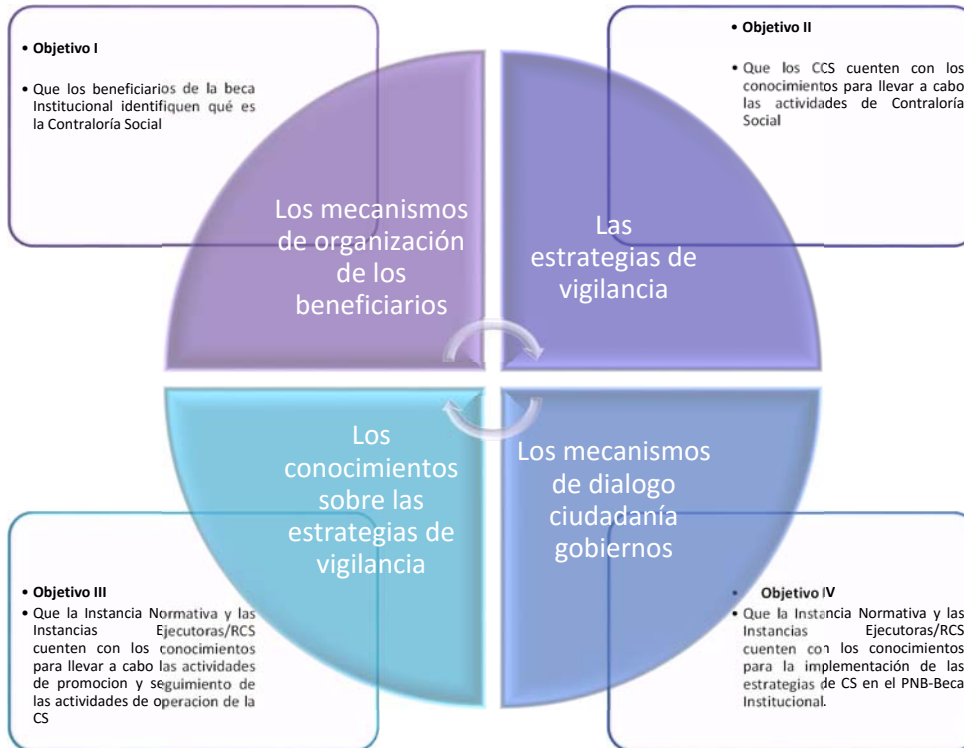 • Objetivo I
• Que los beneficiarios de la beca
Institucional identifiquen qué es
la Contraloría Social
• Objetivo II
• Que los CCS cuenten con los
conocimientos para llevar a cabo
las actividades de Contraloría
Social
Los mecanismos
de organización
de los
beneficiarios
Las
estrategias de
vigilancia
Los
conocimientos
sobre las
estrategias de
vigilancia
Los mecanismos
de dialogo
ciudadanía
gobiernos
• Objetivo III
• Que la Instancia Normativa y las
Instancias Ejecutoras/RCS
cuenten con los conocimientos
para llevar a cabo las actividades
de promocion y seguimiento de
las actividades de operacion de la
CS
• Objetivo IV
• Que la Instancia Normativa y las
Instancias Ejecutoras/RCS
cuenten con los conocimientos
para la implementación de las
estrategias de CS en el PNB-Beca
Institucional.